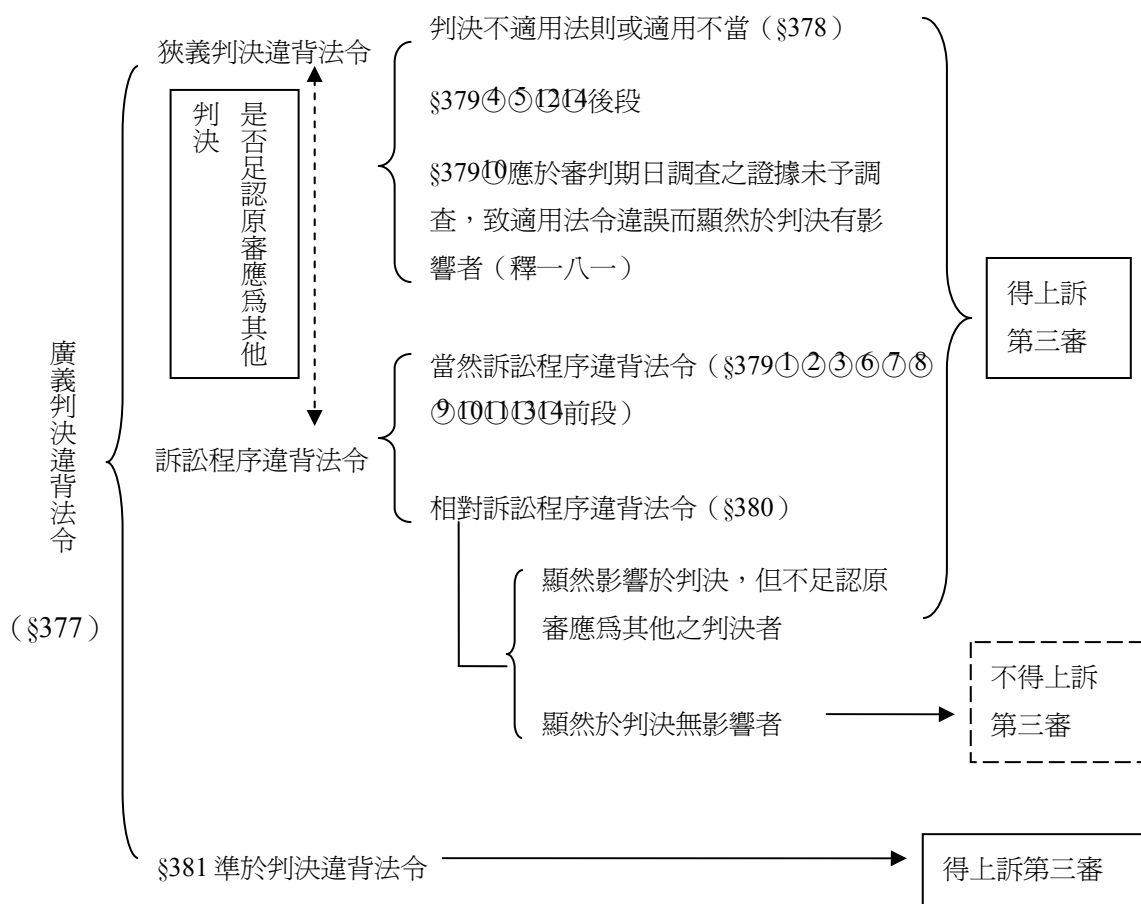 廣義判決違背法令
（§377）
狹義判決違背法令
是否足認原審應為其他
判決
訴訟程序違背法令
判決不適用法則或適用不當（§378）
§379④⑤⑫⑭後段
§379⑩應於審判期日調查之證據未予調
查，致適用法令違誤而顯然於判決有影
響者（釋一八一）
當然訴訟程序違背法令（§379①②③⑥⑦⑧
⑨⑩⑪⑬⑭前段）
相對訴訟程序違背法令（§380）
顯然影響於判決，但不足認原
審應為其他之判決者
顯然於判決無影響者
得上訴
第三審
不得上訴
第三審
§381 準於判決違背法令
得上訴第三審